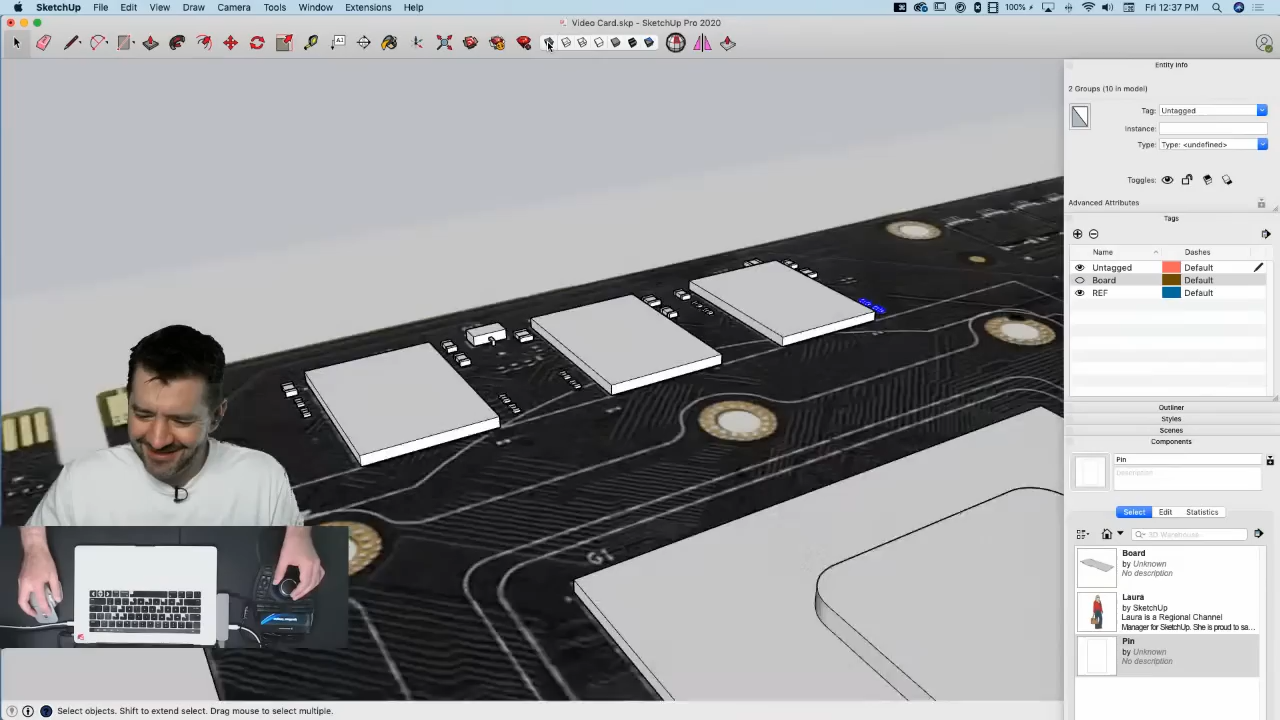 SketchUp File Edit View Draw Camera Tools Window Extensions Help
100% Fri 12:37 PM
Video Card.skp - SketchUp Pro 2020
Entity Info
2 Groups (10 in model)
Tag: Untagged
Instance:
Type: Type: <undefined>
Toggles:
Advanced Attributes
Tags
Name Dashes
Untagged Default
Board Default
REF Default
Outliner
Styles
Scenes
Components
Pin
Description
Select Edit Statistics
3D Warehouse
Board
by Unknown
No description
Laura
by SketchUp
Laura is a Regional Channel
Manager for SketchUp. She is proud to sa...
Pin
by Unknown
No description
G1
Select objects. Shift to extend select. Drag mouse to select multiple.